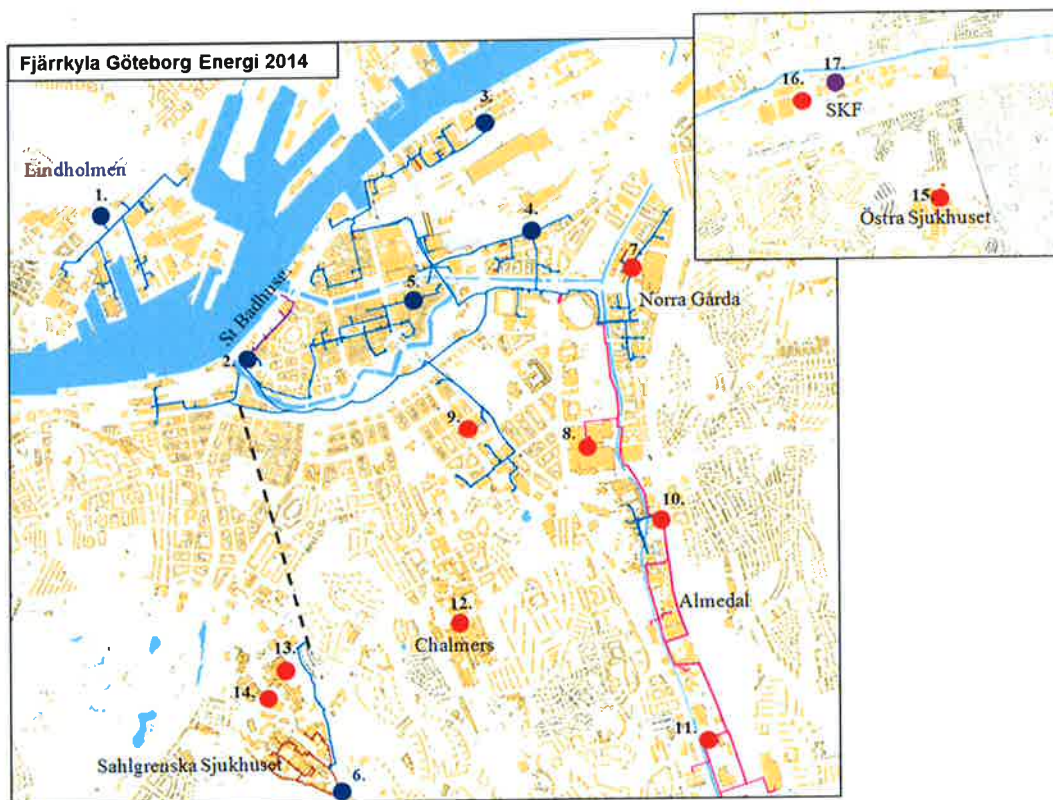 Fjärrkyla Göteborg Energi 2014
17.
16.
SKF
15.
Östra Sjukhuset
3.
Lindholmen
1.
4.
7
St Badhusg.
5.
Norra Gårda
2.
9.
8.
10.
Almedal
12.
Chalmers
13.
14.
11.
Sahlgrenska Sjukhuset
6.